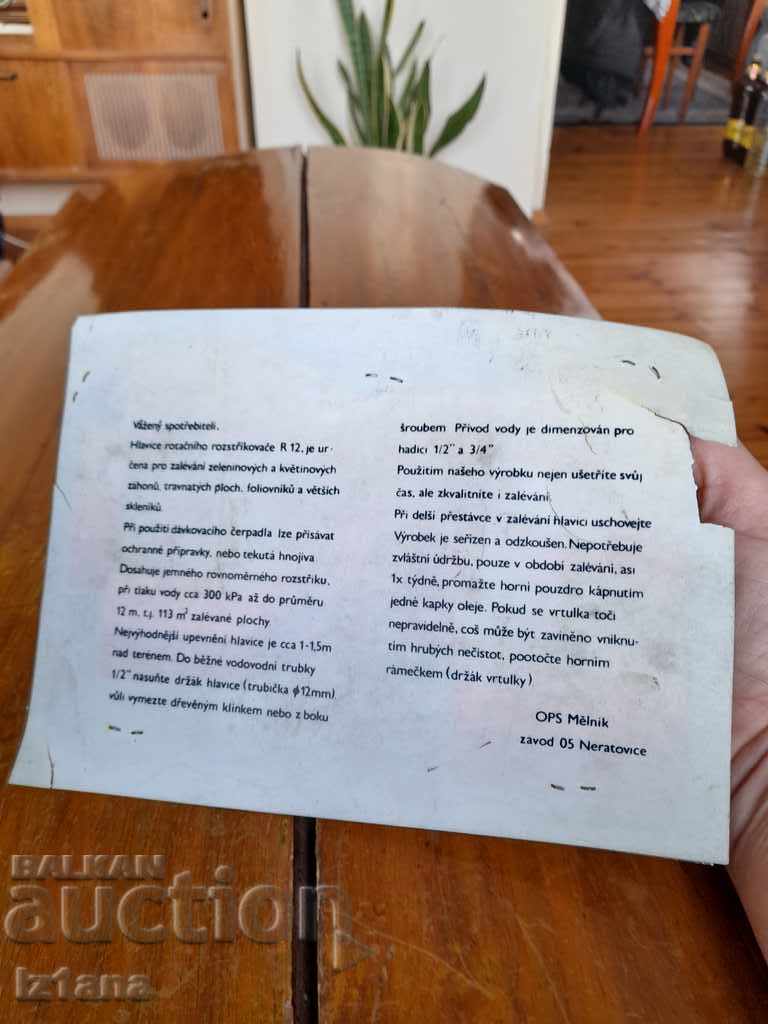 Vážený spotřebiteli,
Hlavice rotačního rozstřikovače R 12, je ur-
čena pro zalévání zeleninových a květinových
záhonů, travnatých ploch, foliovníků a větších
skleníků.
Při použití dávkovacího čerpadla lze přisávat
ochranné přípravky, nebo tekutá hnojiva
Dosahuje jemného rovnoměrného rozstřiku,
při tlaku vody cca 300 kPa až do průměru
12 m, t.j. 113 m² zalévané plochy
Nejvýhodnější upevnění hlavice je cca 1-1,5m
nad terénem. Do běžné vodovodní trubky
1/2" nasuňte držák hlavice (trubička φ12mm)
vůli vymezte dřevěným klínkem nebo z boku
šroubem Přívod vody je dimenzován pro
hadici 1/2" a 3/4"
Použitím našeho výrobku nejen ušetříte svůj
čas, ale zkvalitníte i zalévání
Při delší přestávce v zalévání hlavici uschovejte
Výrobek je seřízen a odzkoušen. Nepotřebuje
zvláštní údržbu, pouze v období zalévání, asi
1x týdně, promažte horní pouzdro kápnutím
jedné kapky oleje. Pokud se vrtulka točí
nepravidelně, což může být zaviněno vniknu-
tím hrubých nečistot, pootočte horním
rámečkem (držák vrtulky)
OPS Mělník
závod 05 Neratovice
BALKAN
auction
Iz1ana